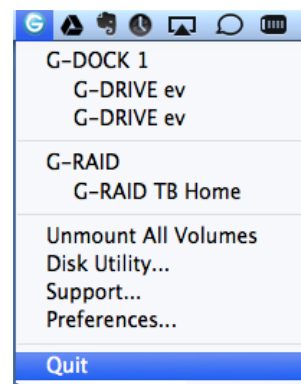 G
G-DOCK 1
G-DRIVE ev
G-DRIVE ev
G-RAID
G-RAID TB Home
Unmount All Volumes
Disk Utility...
Support...
Preferences...
Quit